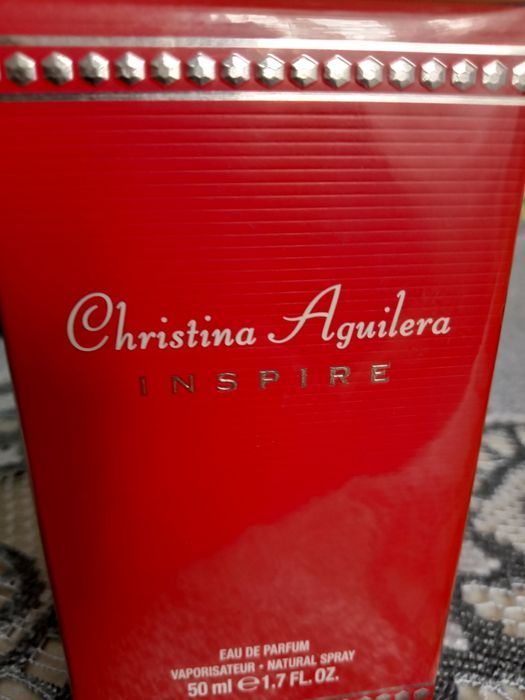 Christina Aguilera
INSPIRE
EAU DE PARFUM
VAPORISATEUR • NATURAL SPRAY
50 ml ℮ 1.7 FL. OZ.